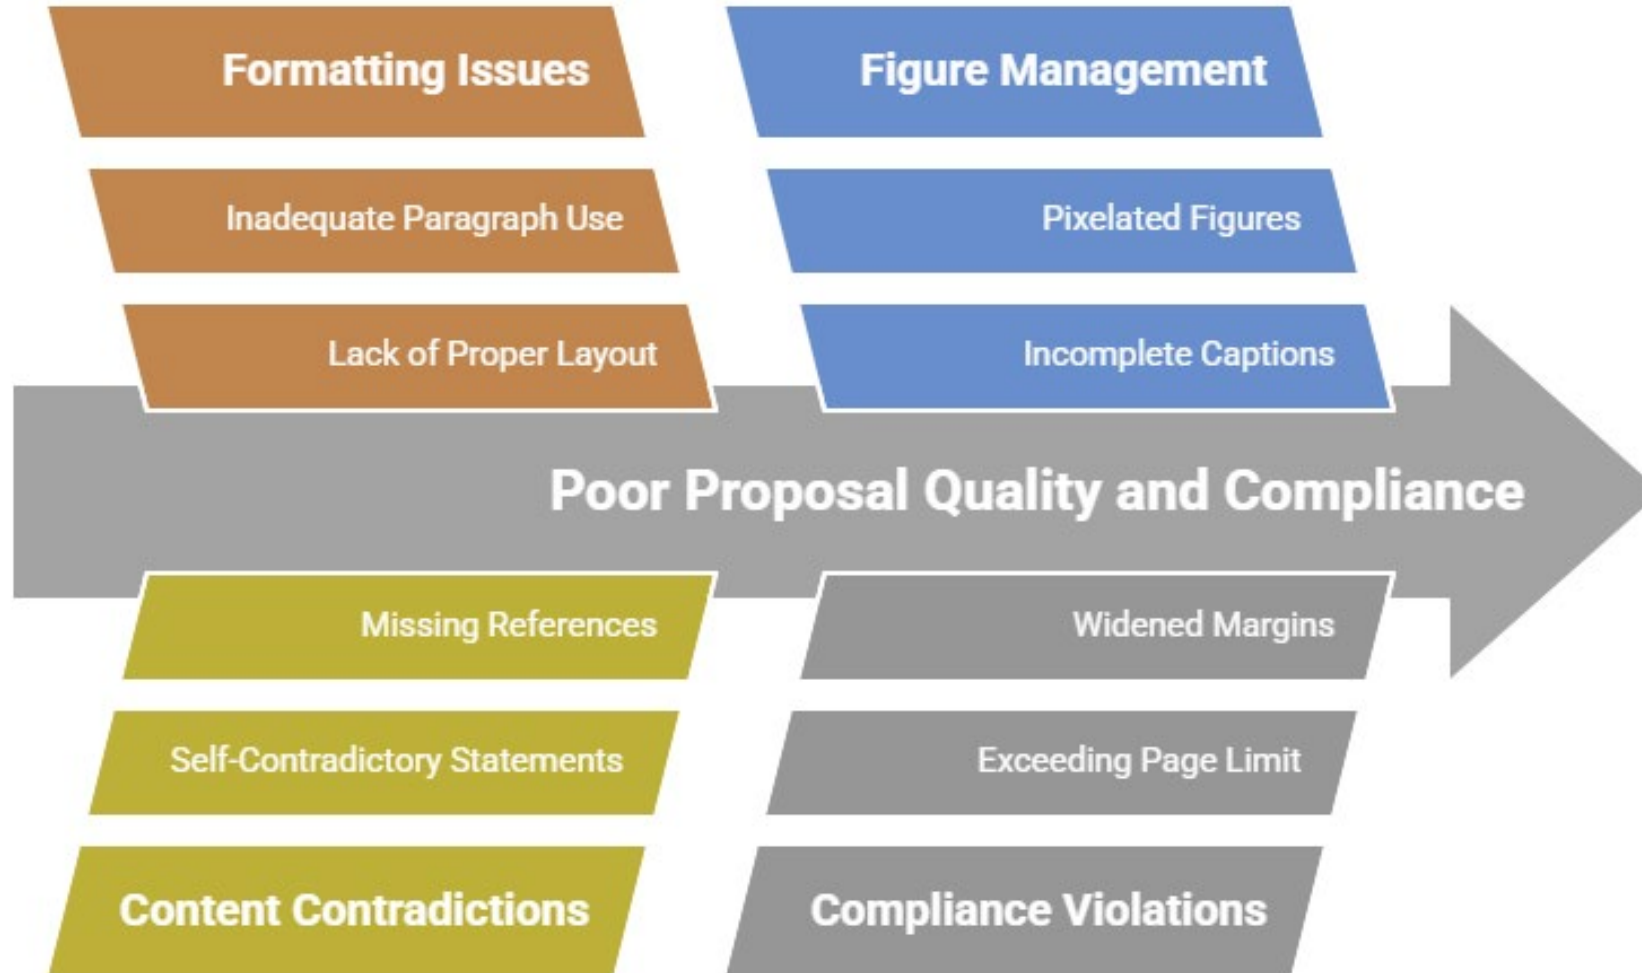 Formatting Issues
Inadequate Paragraph Use
Lack of Proper Layout
Figure Management
Pixelated Figures
Incomplete Captions
Poor Proposal Quality and Compliance
Missing References
Self-Contradictory Statements
Content Contradictions
Widened Margins
Exceeding Page Limit
Compliance Violations